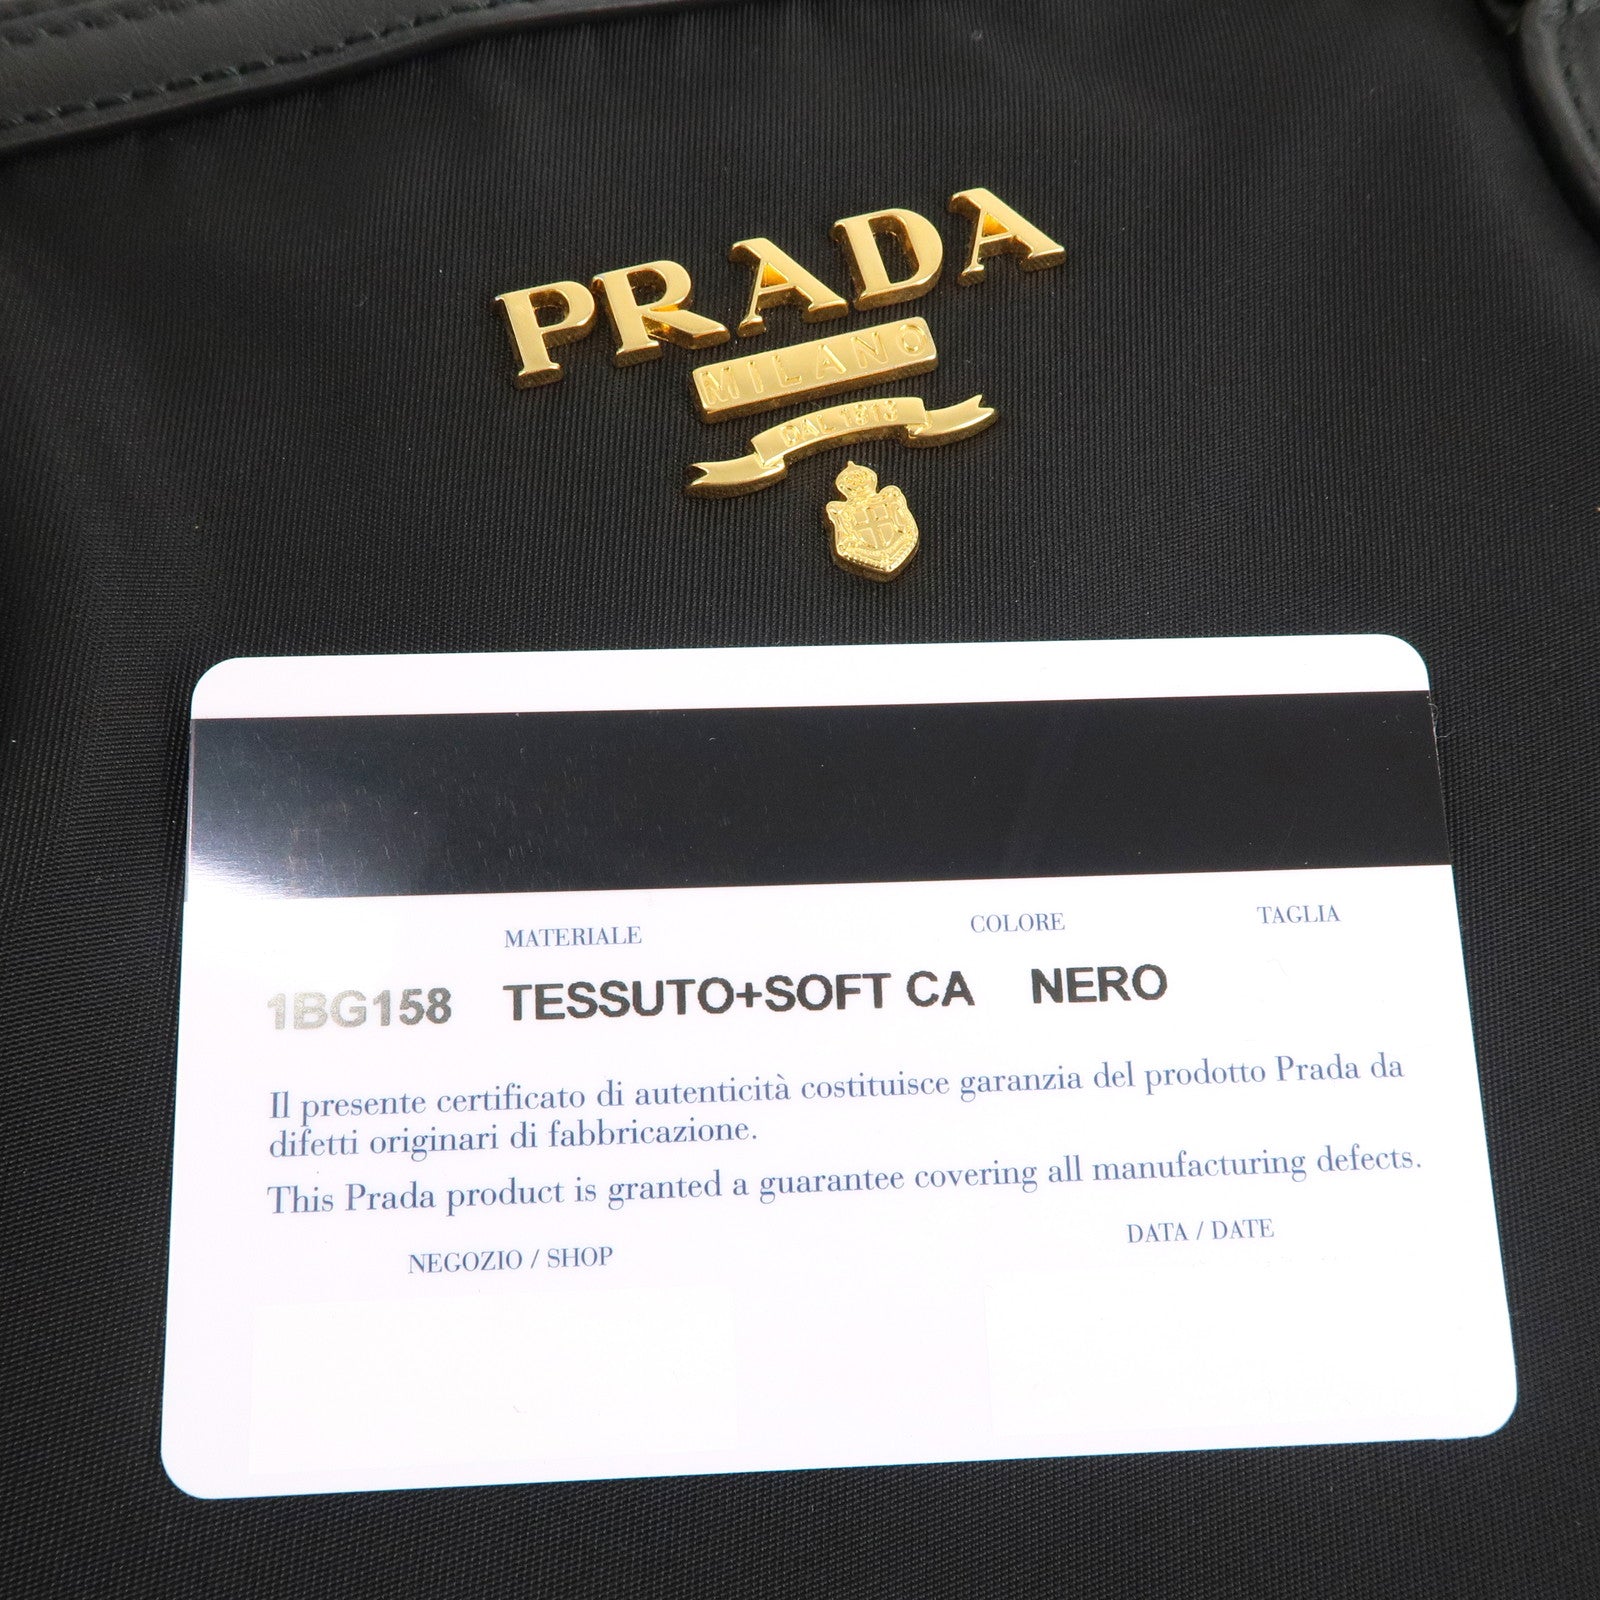 PRADA
MILANO
DAL 1913
MATERIALE COLORE TAGLIA
1BG158 TESSUTO+SOFT CA NERO
Il presente certificato di autenticità costituisce garanzia del prodotto Prada da
difetti originari di fabbricazione.
This Prada product is granted a guarantee covering all manufacturing defects.
NEGOZIO / SHOP DATA / DATE